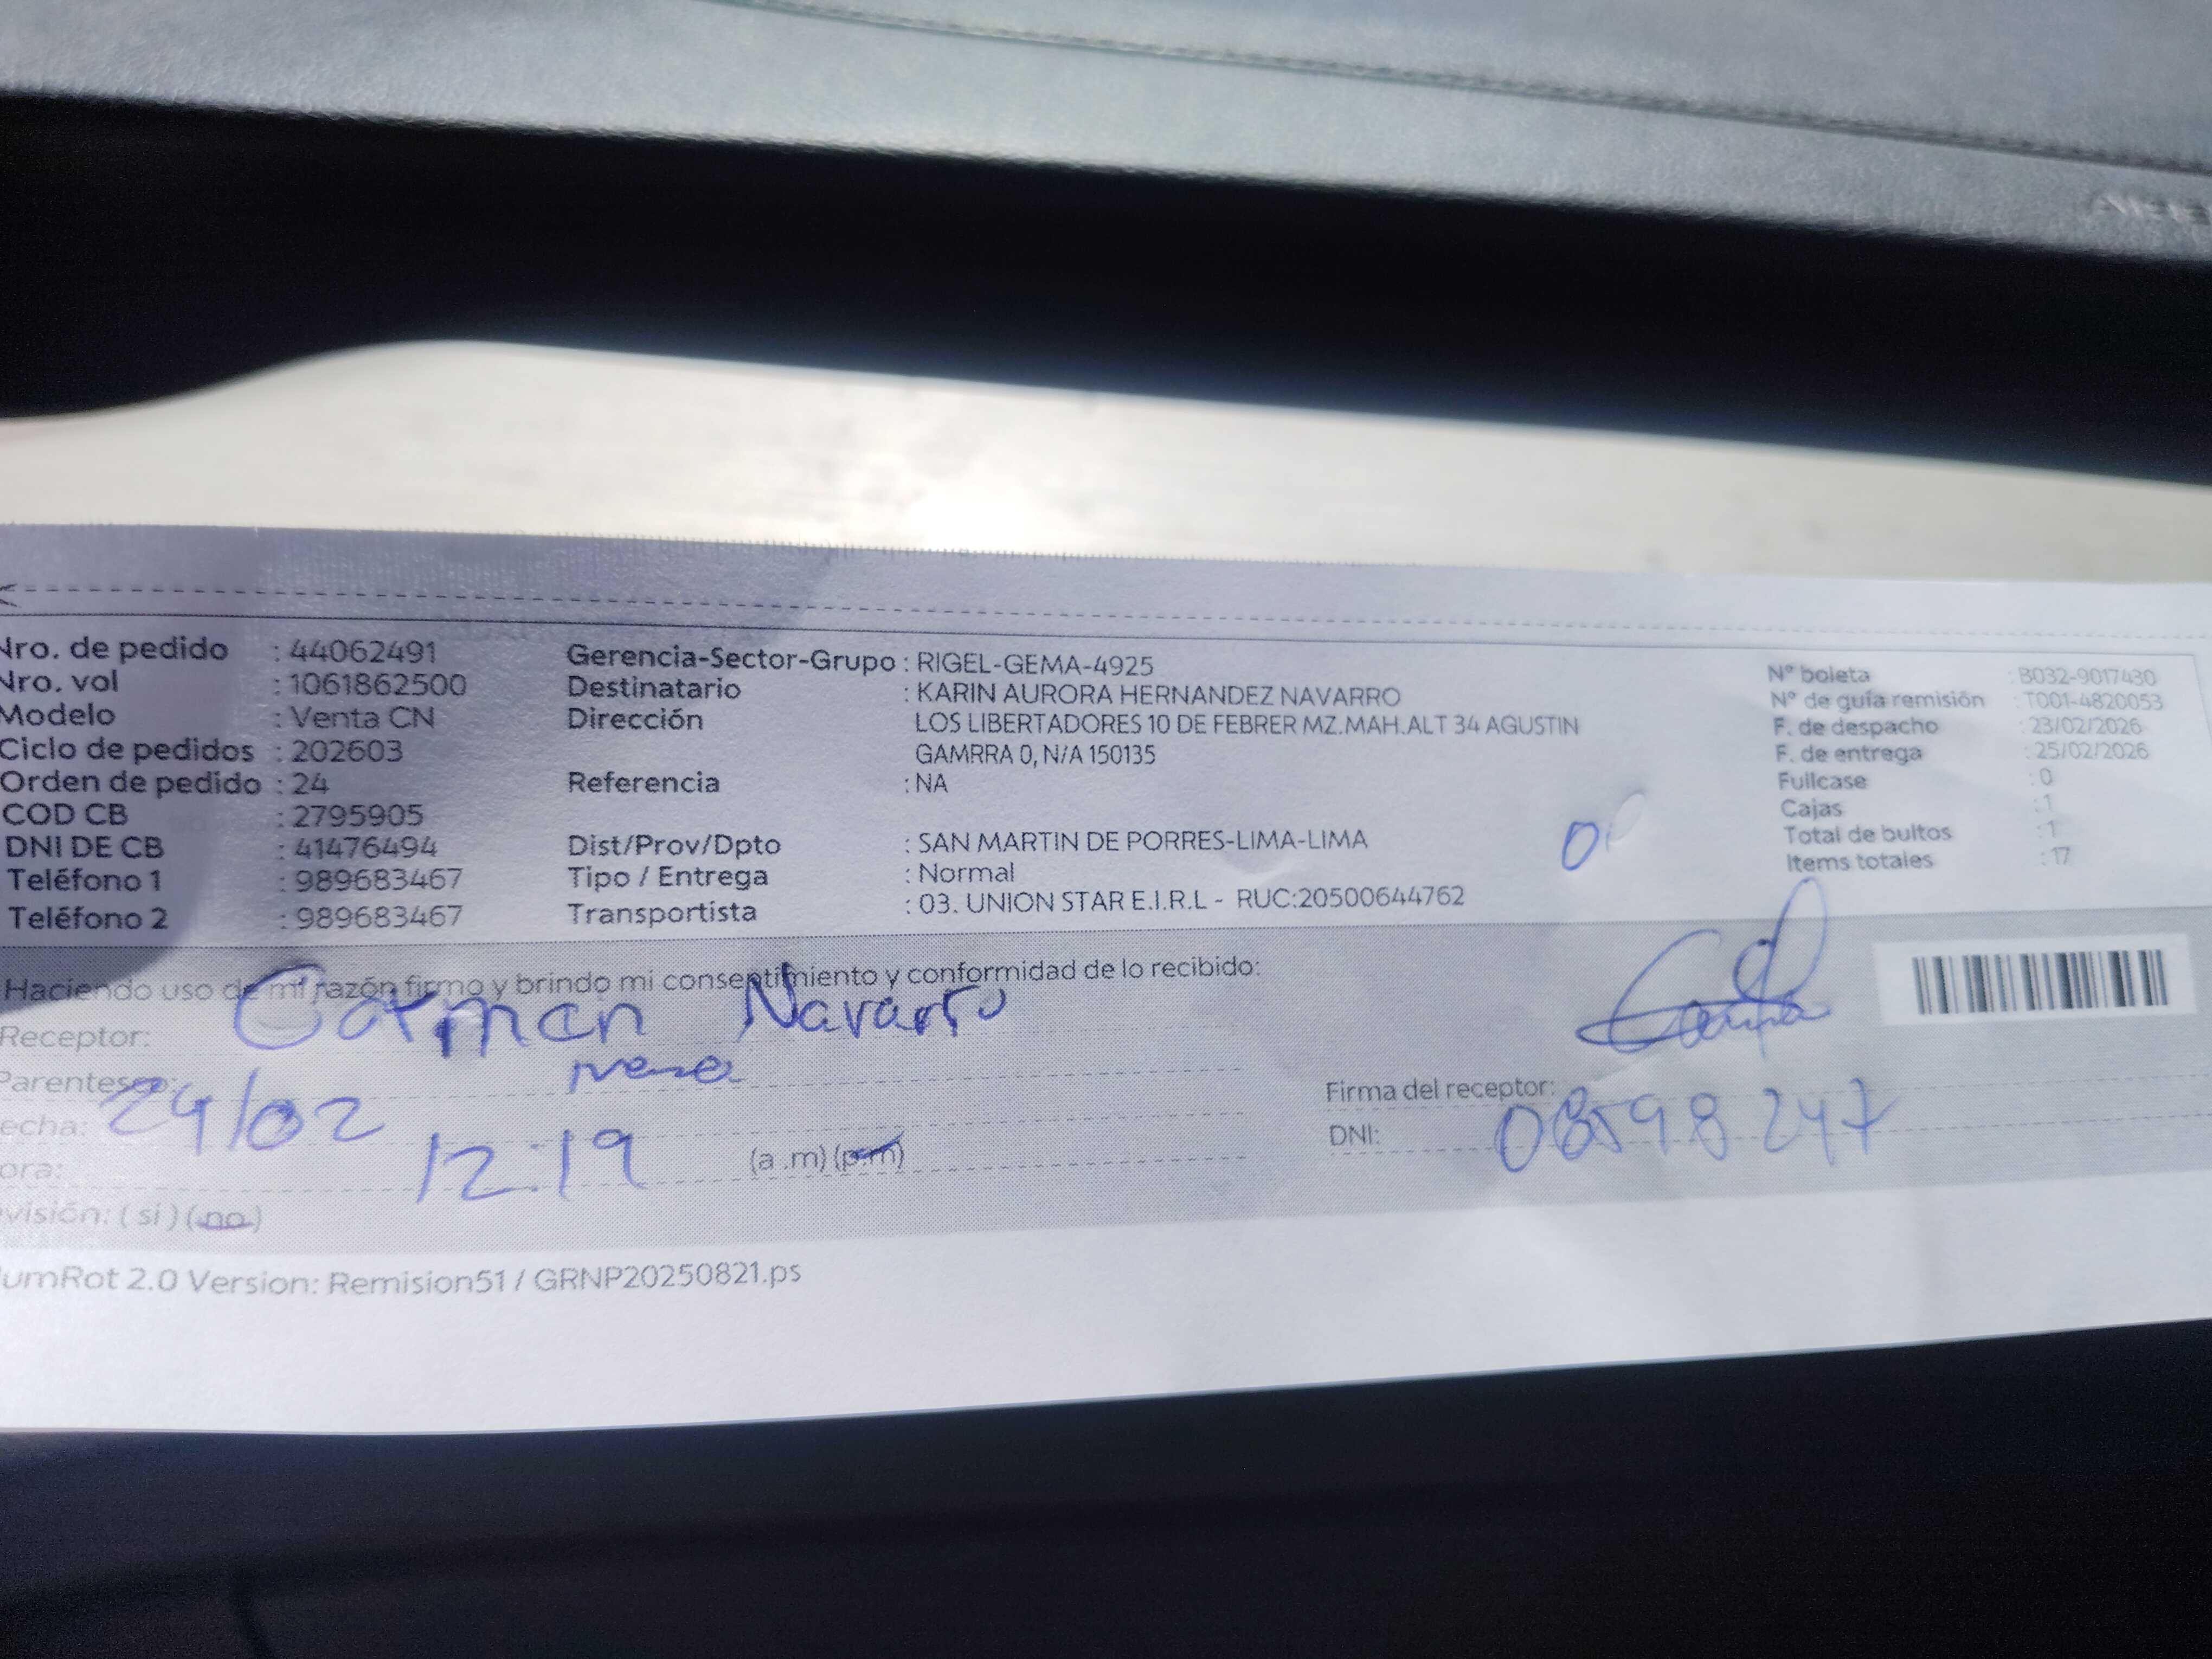 Nro. de pedido : 44062491
Nro. vol : 1061862500
Modelo : Venta CN
Ciclo de pedidos : 202603
Orden de pedido : 24
COD CB : 2795905
DNI DE CB : 41476494
Teléfono 1 : 989683467
Teléfono 2 : 989683467
Gerencia-Sector-Grupo : RIGEL-GEMA-4925
Destinatario : KARIN AURORA HERNANDEZ NAVARRO
Dirección LOS LIBERTADORES 10 DE FEBRER MZ.MAH.ALT 34 AGUSTIN
GAMRRA 0, N/A 150135
Referencia : NA
Dist/Prov/Dpto : SAN MARTIN DE PORRES-LIMA-LIMA
Tipo / Entrega : Normal
Transportista : 03. UNION STAR E.I.R.L - RUC:20500644762
N° boleta : B032-9017430
N° de guía remisión : T001-4820053
F. de despacho : 23/02/2026
F. de entrega : 25/02/2026
Fullcase : 0
Cajas : 1
Total de bultos : 1
Items totales : 17
Haciendo uso de mi razón firmo y brindo mi consentimiento y conformidad de lo recibido:
Receptor: Carmen Navarro
24/02
12:19 (a .m) (p.m)
visión: ( si ) ( no )
Firma del receptor:
DNI: 08598247
umRot 2.0 Version: Remision51 / GRNP20250821.ps